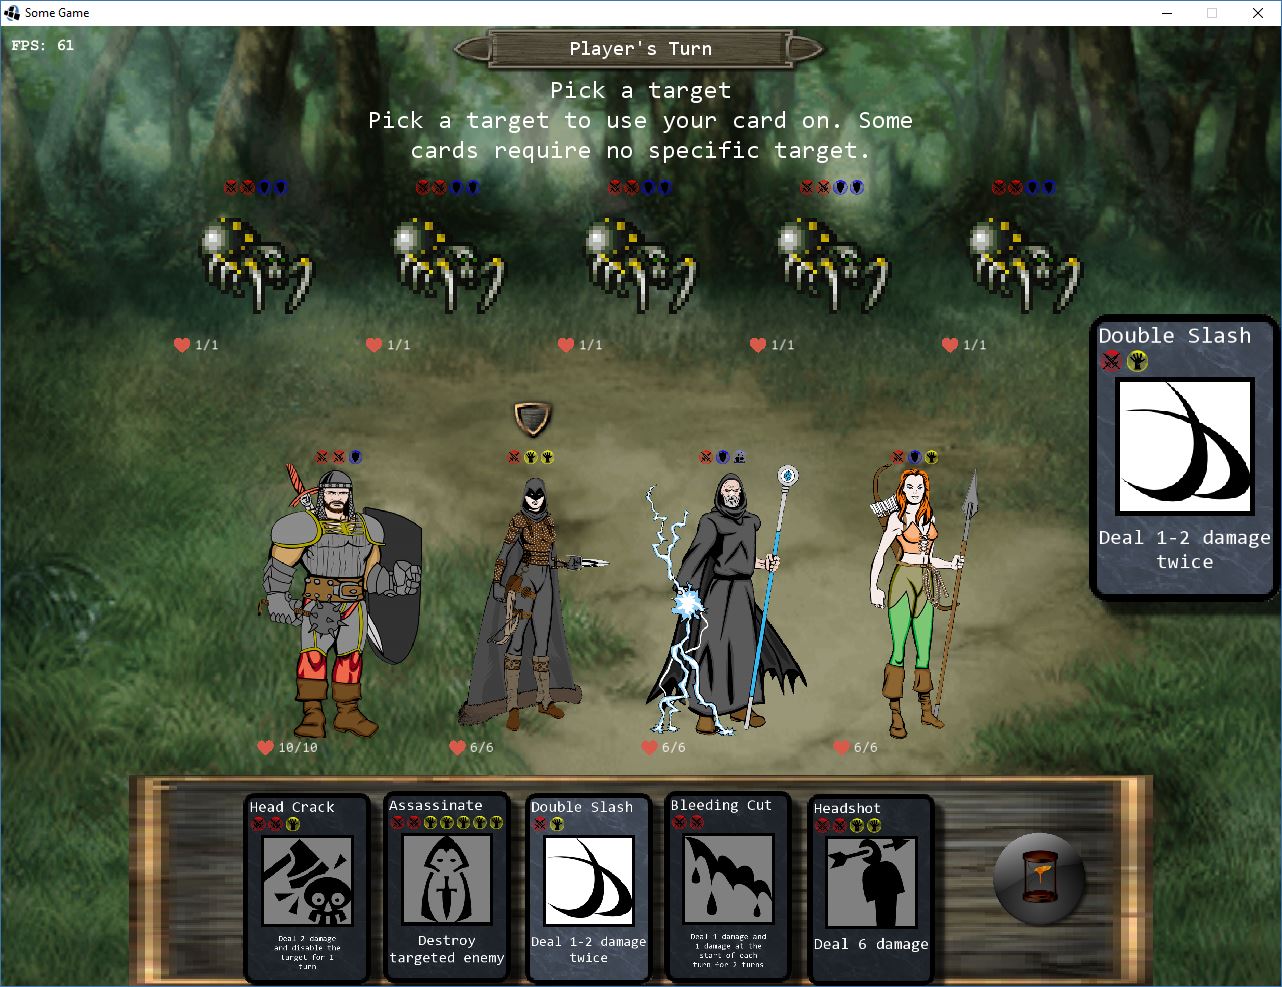 Some Game
FPS: 61
Player's Turn
Pick a target
Pick a target to use your card on. Some
cards require no specific target.
1/1
1/1
1/1
1/1
1/1
Double Slash
Deal 1-2 damage
twice
10/10
6/6
6/6
6/6
Head Crack
Deal 2 damage
and disable the
target for 1
turn
Assassinate
Destroy
targeted enemy
Double Slash
Deal 1-2 damage
twice
Bleeding Cut
Deal 1 damage and
1 damage at the
start of each
turn for 2 turns
Headshot
Deal 6 damage